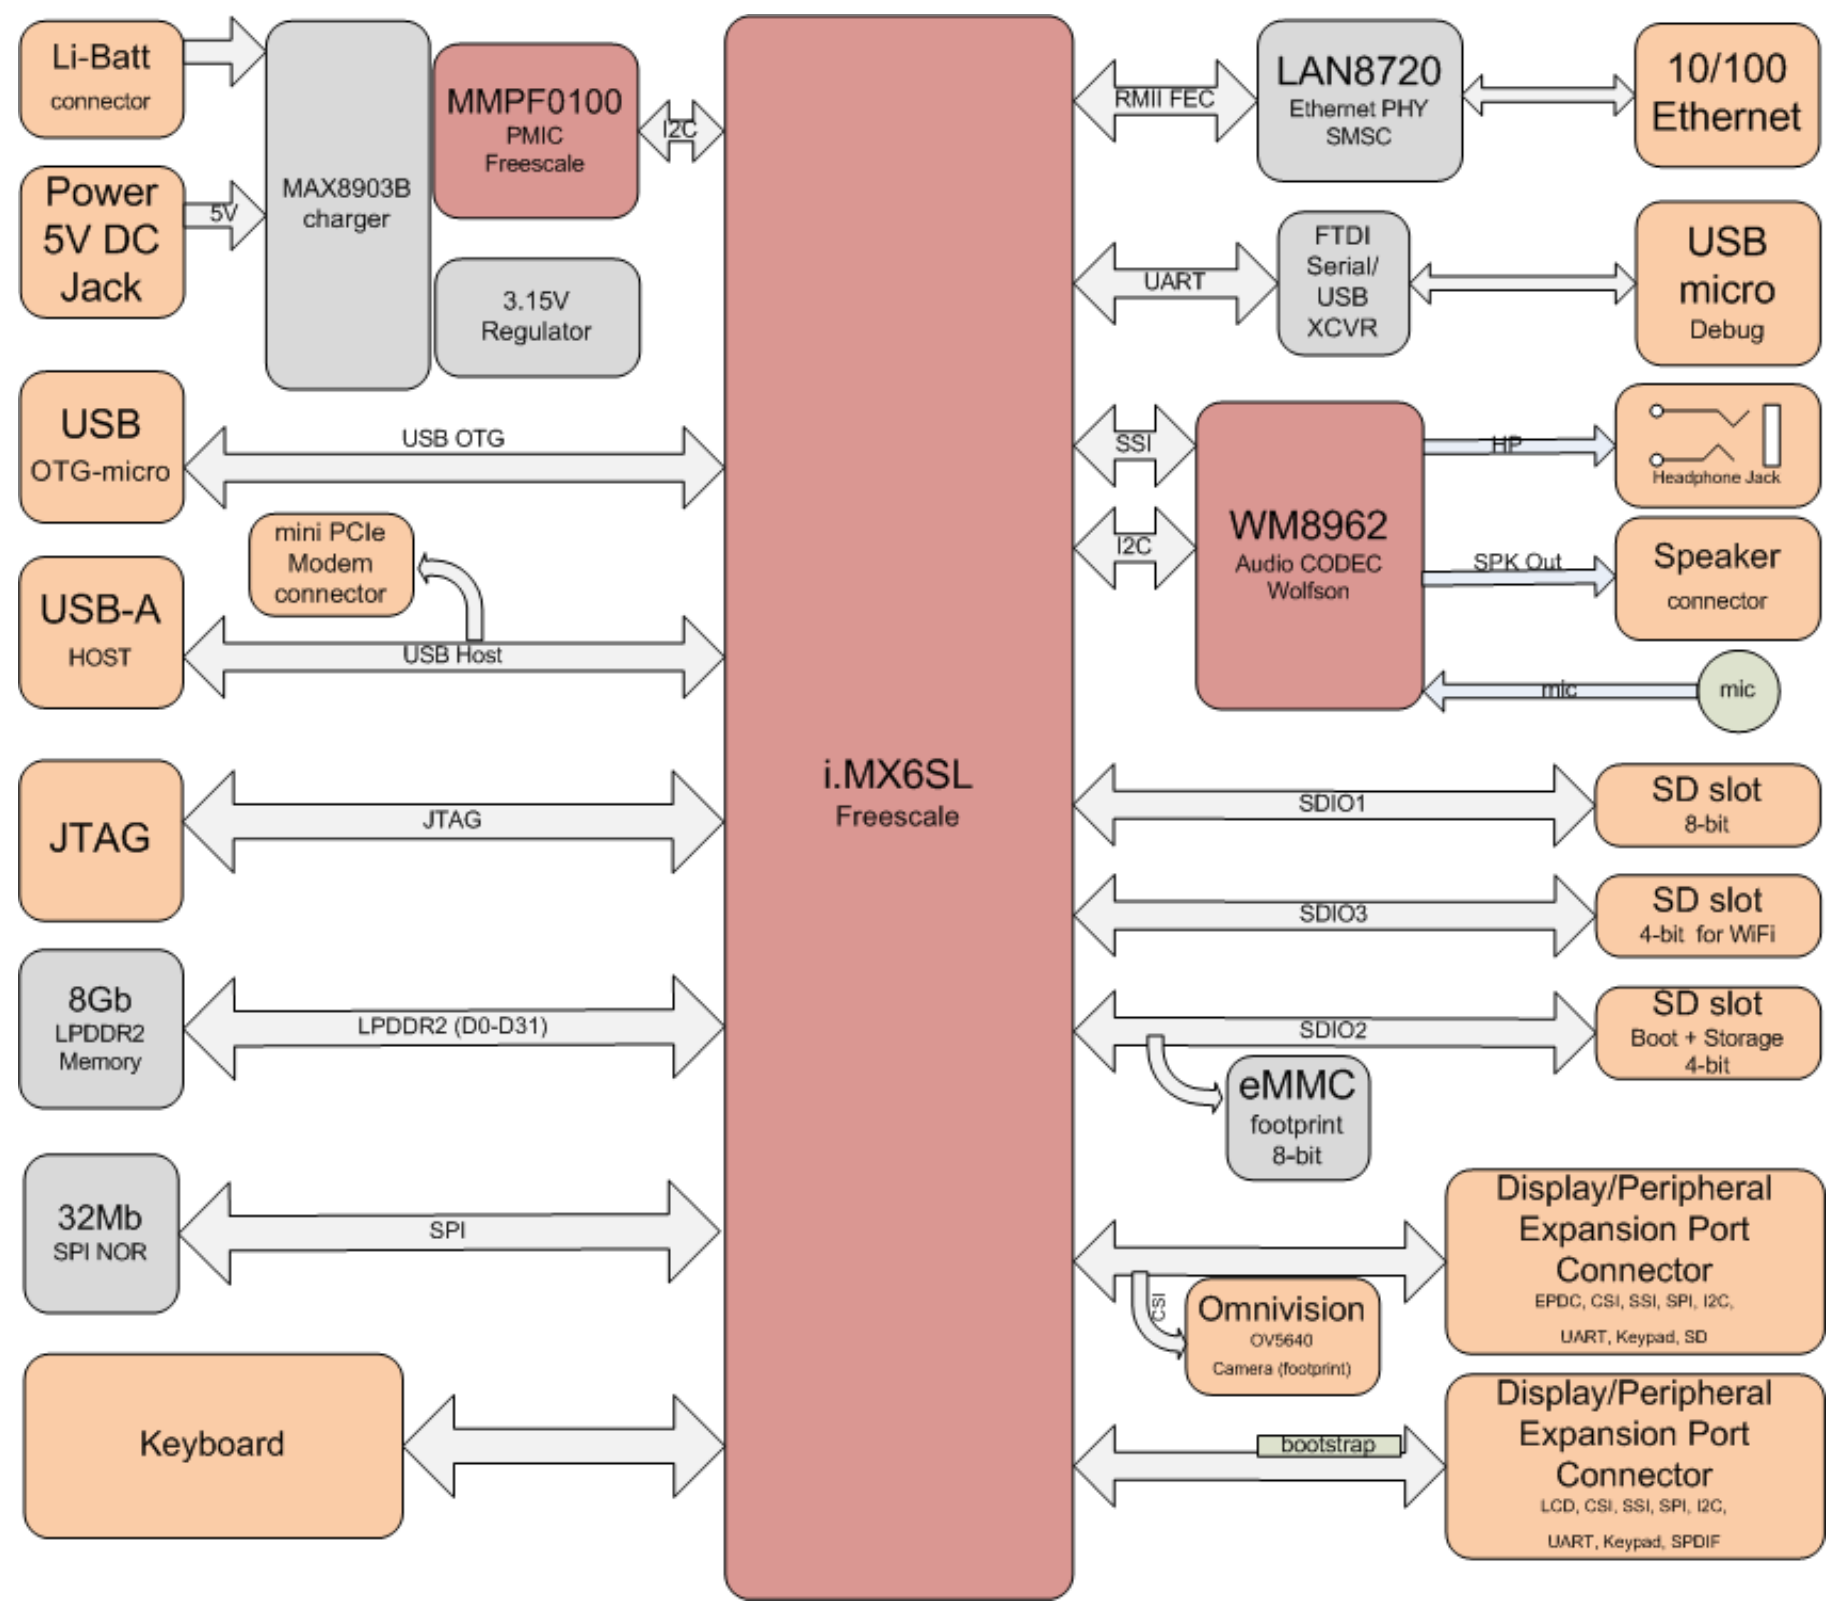 Li-Batt
connector
Power
5V DC
Jack
5V
MAX8903B
charger
MMPF0100
PMIC
Freescale
I2C
3.15V
Regulator
USB
OTG-micro
USB OTG
mini PCIe
Modem
connector
USB-A
HOST
USB Host
JTAG
JTAG
8Gb
LPDDR2
Memory
LPDDR2 (D0-D31)
32Mb
SPI NOR
SPI
Keyboard
i.MX6SL
Freescale
RMII FEC
LAN8720
Ethernet PHY
SMSC
10/100
Ethernet
UART
FTDI
Serial/
USB
XCVR
USB
micro
Debug
SSI
I2C
WM8962
Audio CODEC
Wolfson
HP
Headphone Jack
SPK Out
Speaker
connector
mic
mic
SDIO1
SD slot
8-bit
SDIO3
SD slot
4-bit for WiFi
SDIO2
SD slot
Boot + Storage
4-bit
eMMC
footprint
8-bit
Display/Peripheral
Expansion Port
Connector
EPDC, CSI, SSI, SPI, I2C,
UART, Keypad, SD
CSI
Omnivision
OV5640
Camera (footprint)
bootstrap
Display/Peripheral
Expansion Port
Connector
LCD, CSI, SSI, SPI, I2C,
UART, Keypad, SPDIF